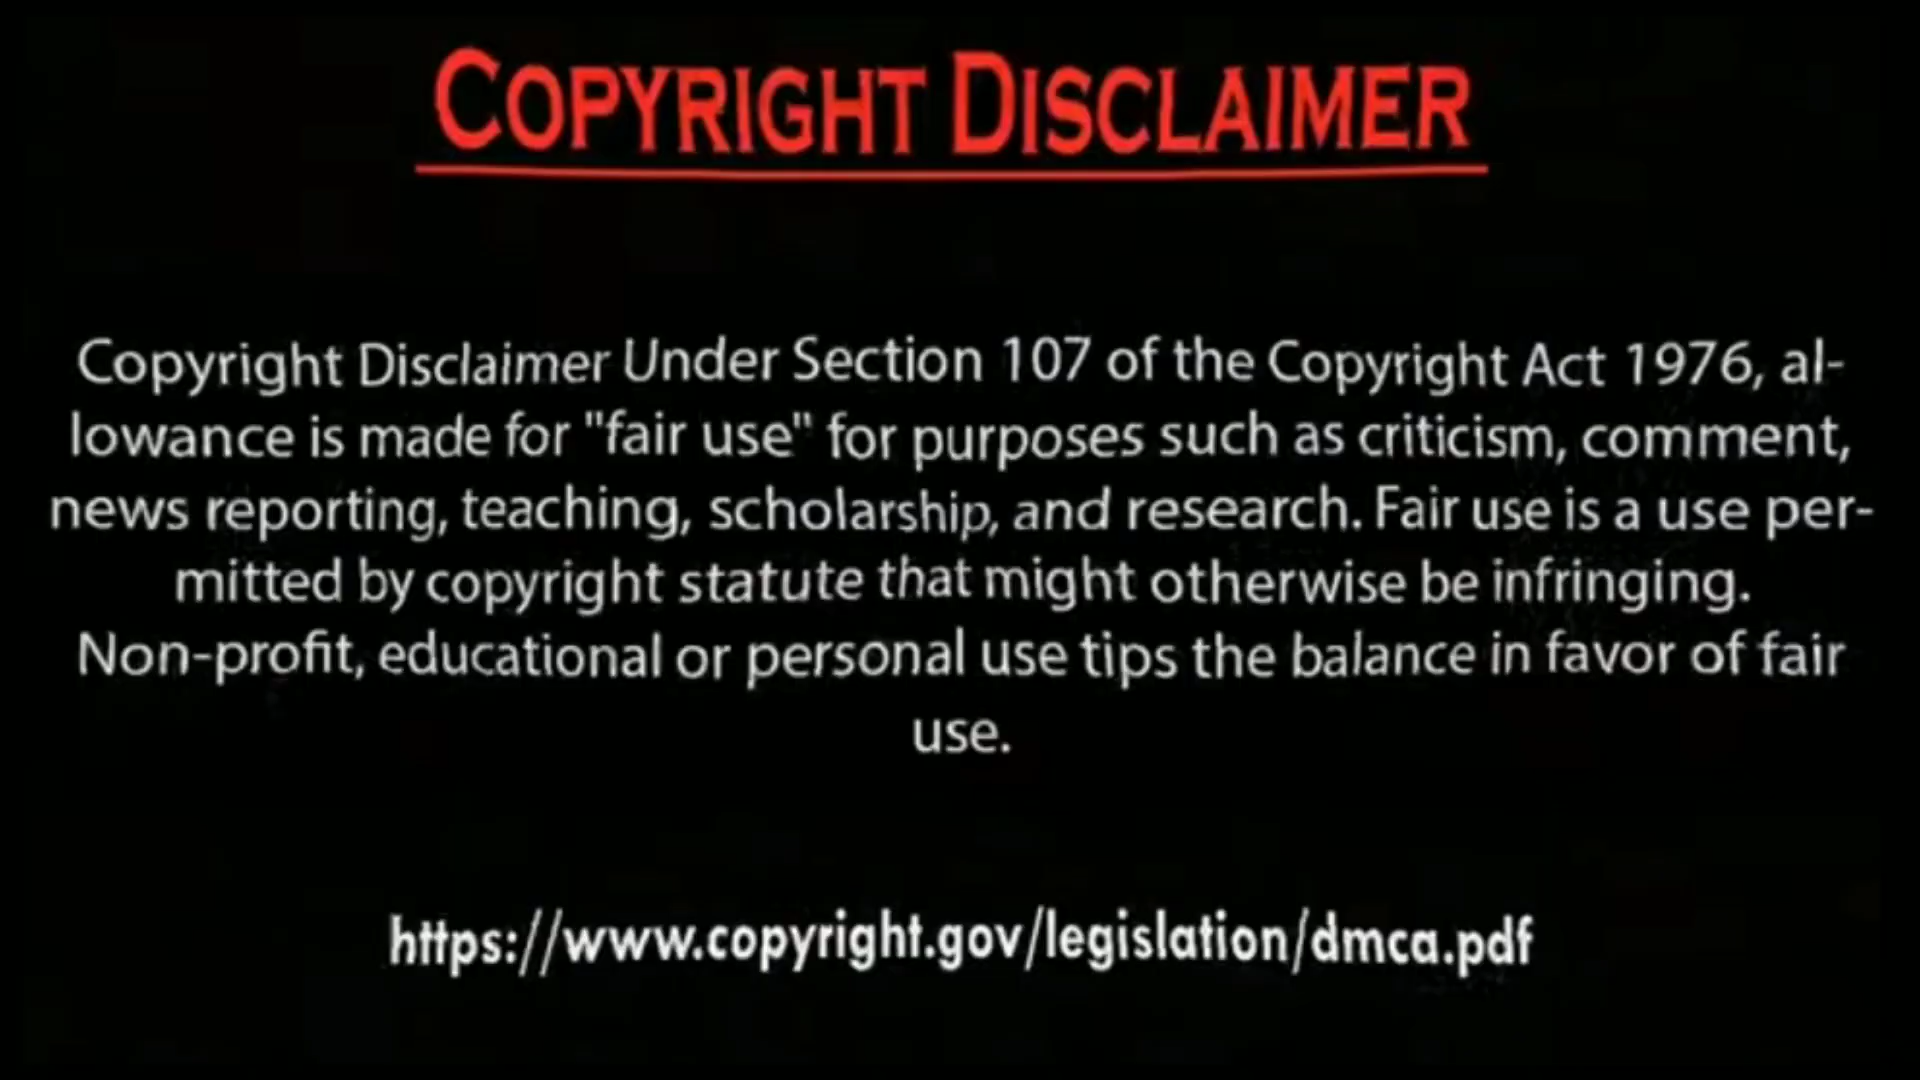 COPYRIGHT DISCLAIMER
Copyright Disclaimer Under Section 107 of the Copyright Act 1976, al-
lowance is made for "fair use" for purposes such as criticism, comment,
news reporting, teaching, scholarship, and research. Fair use is a use per-
mitted by copyright statute that might otherwise be infringing.
Non-profit, educational or personal use tips the balance in favor of fair
use.
https://www.copyright.gov/legislation/dmca.pdf